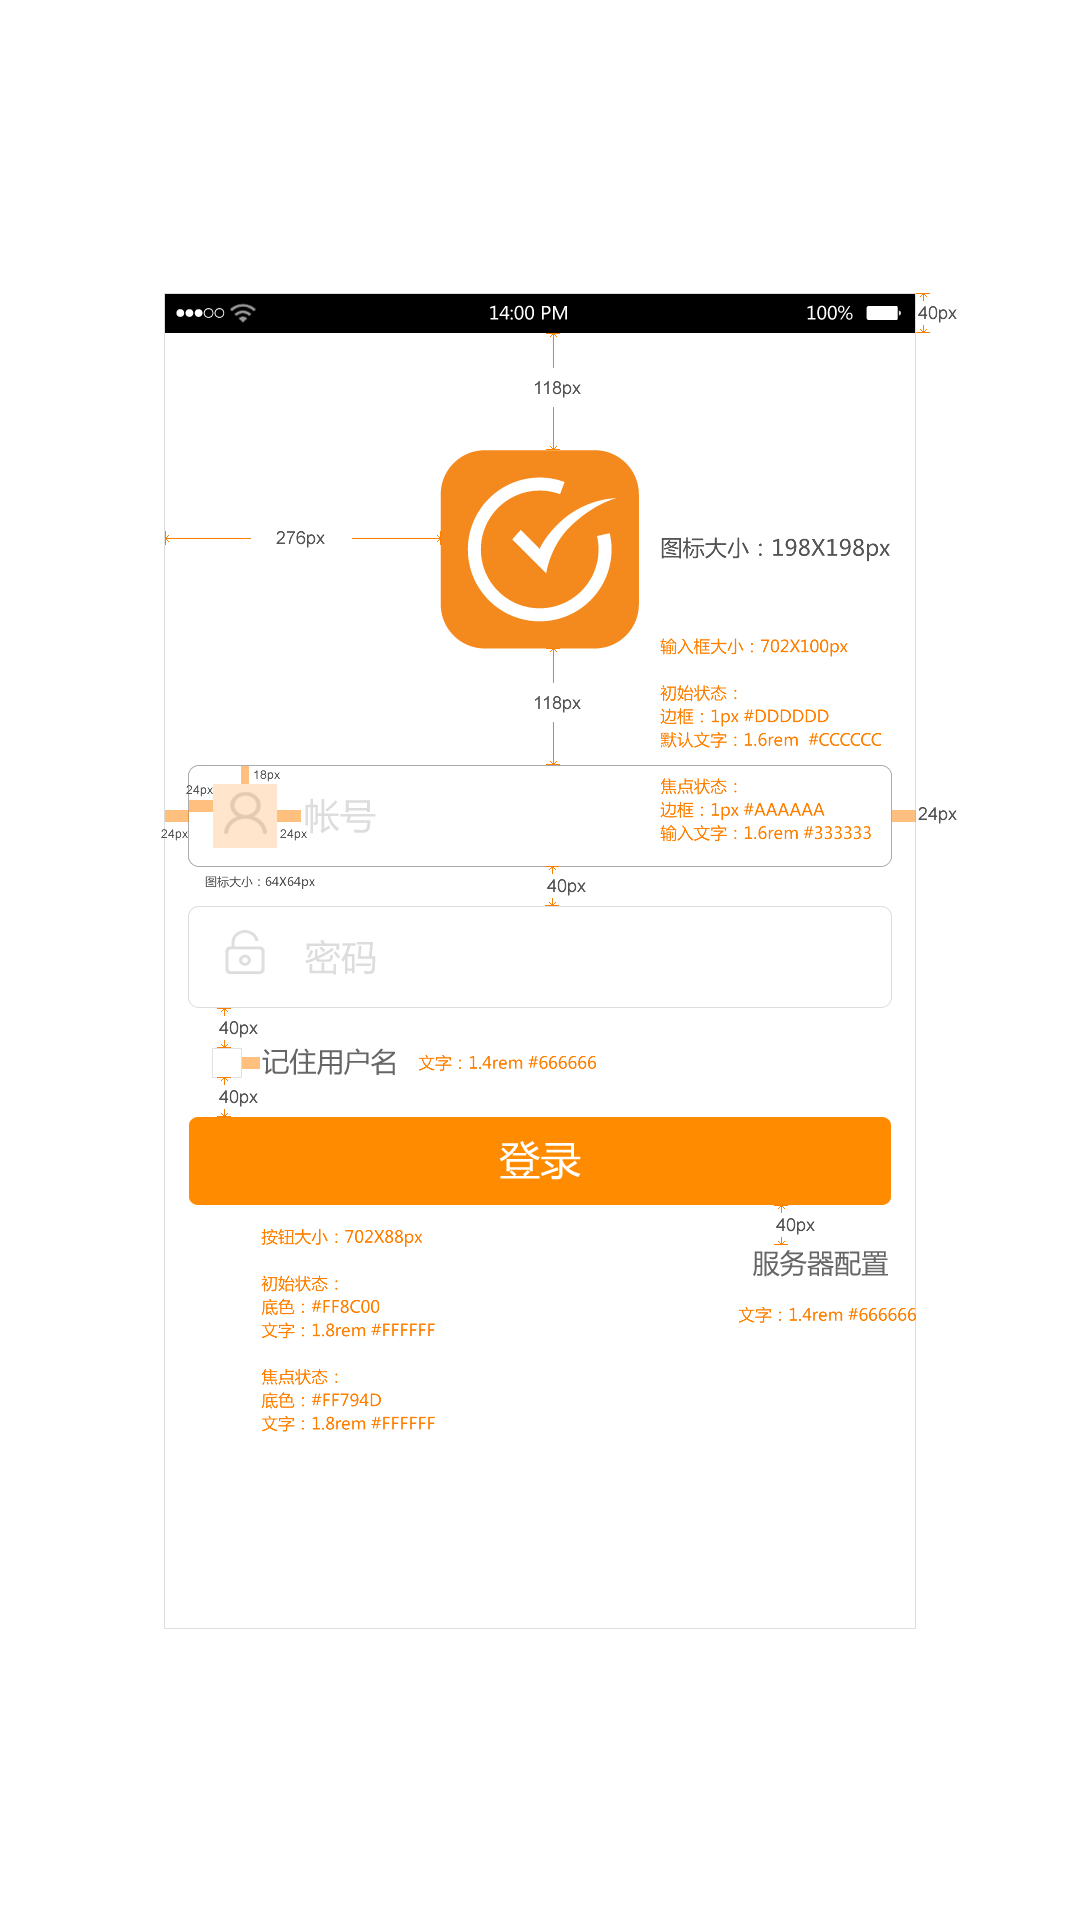 14:00 PM
100%
40px
118px
276px
图标大小：198X198px
输入框大小：702X100px
118px
初始状态：
边框：1px #DDDDDD
默认文字：1.6rem #CCCCCC
18px
24px
焦点状态：
边框：1px #AAAAAA
输入文字：1.6rem #333333
帐号
24px
24px
24px
图标大小：64X64px
40px
密码
40px
记住用户名
文字：1.4rem #666666
40px
登录
40px
按钮大小：702X88px
服务器配置
初始状态：
底色：#FF8C00
文字：1.8rem #FFFFFF
文字：1.4rem #666666
焦点状态：
底色：#FF794D
文字：1.8rem #FFFFFF